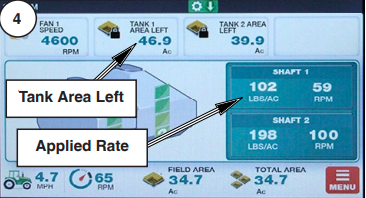 4
M
FAN 1 SPEED
4600
RPM
TANK 1 AREA LEFT
46.9
Ac
TANK 2 AREA LEFT
39.9
Ac
Tank Area Left
Applied Rate
SHAFT 1
102 59
LBS/AC RPM
SHAFT 2
198 100
LBS/AC RPM
4.7
MPH
65
RPM
FIELD AREA
34.7
Ac
TOTAL AREA
34.7
Ac
MENU